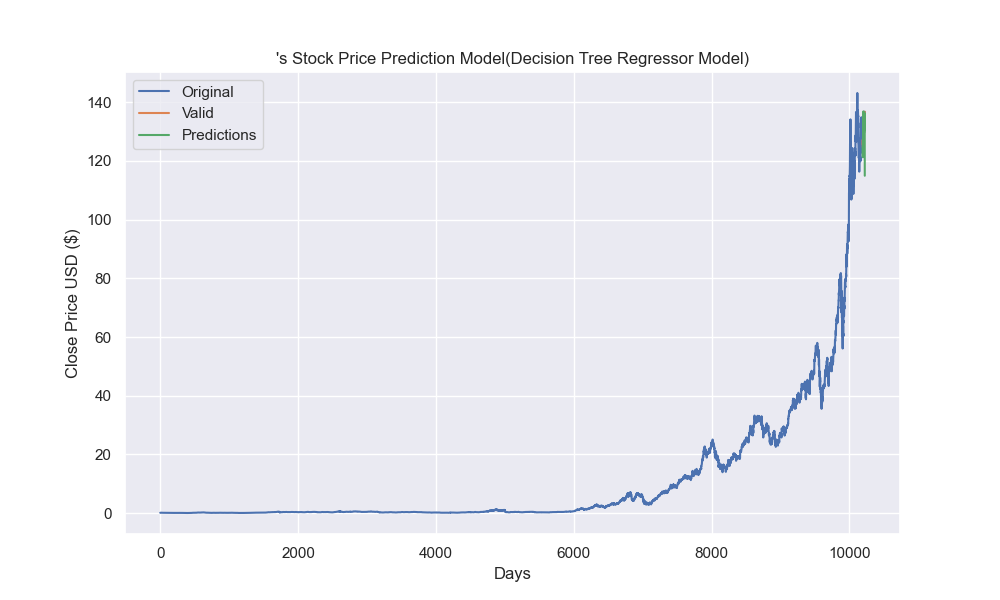 's Stock Price Prediction Model(Decision Tree Regressor Model)
Original
Valid
Predictions
140
120
100
80
60
40
20
0
Close Price USD ($)
0 2000 4000 6000 8000 10000
Days